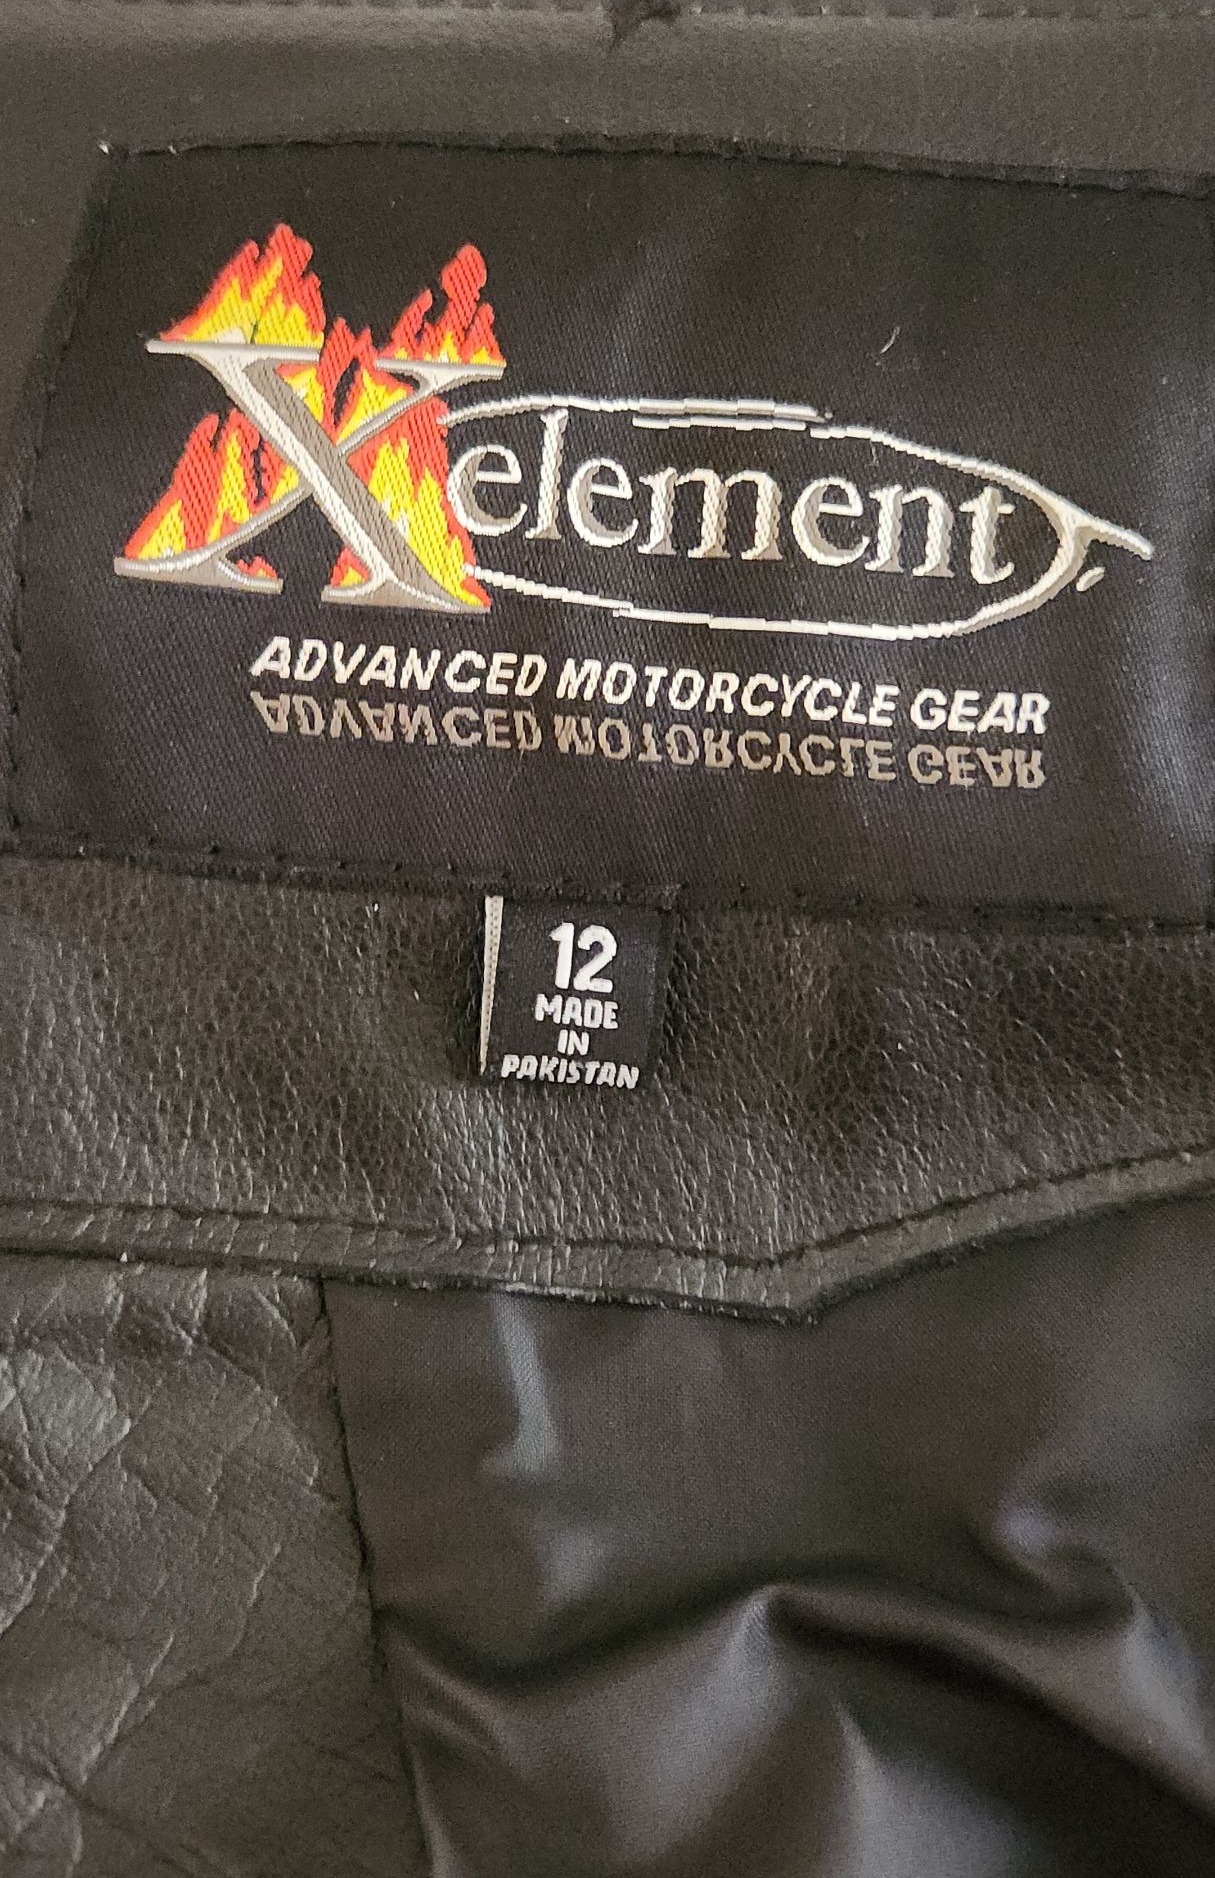 Xelement
ADVANCED MOTORCYCLE GEAR
ADVANCED MOTORCYCLE GEAR
12
MADE
IN
PAKISTAN